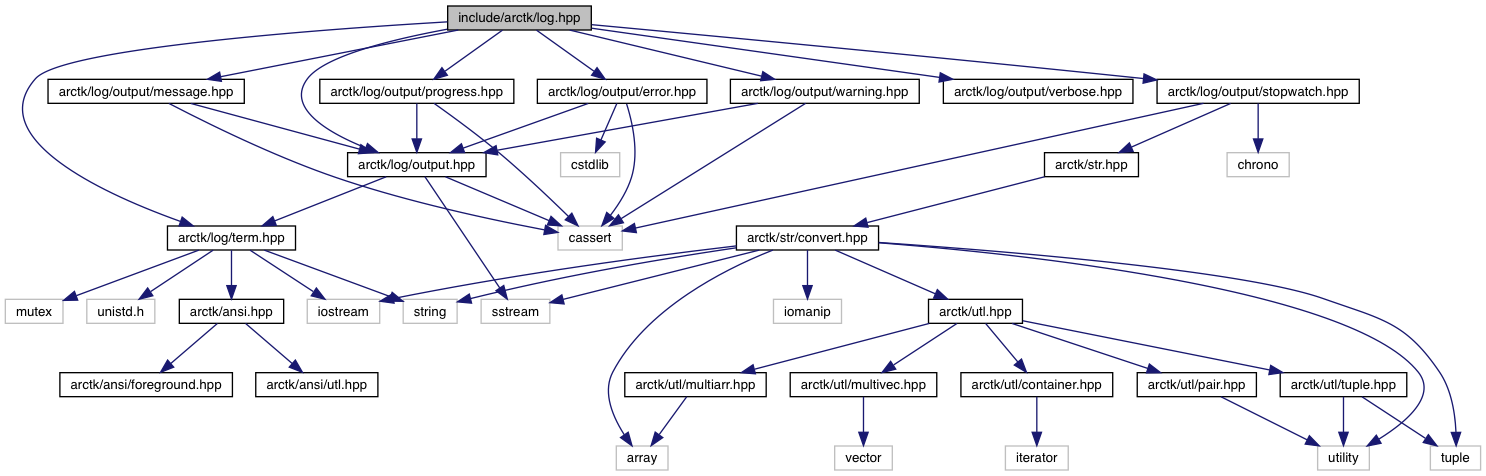 include/arctk/log.hpp
arctk/log/output/message.hpp
arctk/log/output/progress.hpp
arctk/log/output/error.hpp
arctk/log/output/warning.hpp
arctk/log/output/verbose.hpp
arctk/log/output/stopwatch.hpp
arctk/log/output.hpp
cstdlib
arctk/str.hpp
chrono
arctk/log/term.hpp
cassert
arctk/str/convert.hpp
mutex
unistd.h
arctk/ansi.hpp
iostream
string
sstream
iomanip
arctk/utl.hpp
arctk/ansi/foreground.hpp
arctk/ansi/utl.hpp
arctk/utl/multiarr.hpp
arctk/utl/multivec.hpp
arctk/utl/container.hpp
arctk/utl/pair.hpp
arctk/utl/tuple.hpp
array
vector
iterator
utility
tuple